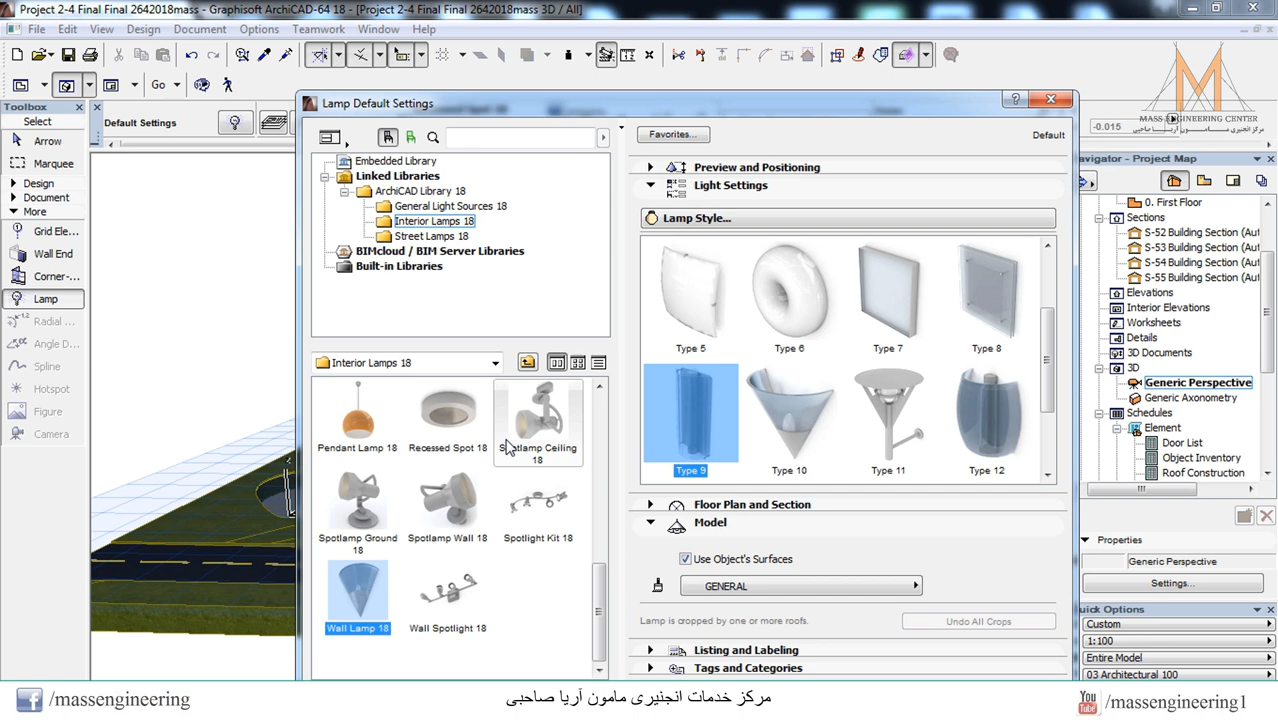 Project 2-4 Final Final 2642018mass - Graphisoft ArchiCAD-64 18 - [Project 2-4 Final Final 2642018mass 3D / All]
File Edit View Design Document Options Teamwork Window Help
Go
MASS ENGINEERING CENTER
مرکز انجنیری مامون آریا صاحبی
-0.015
Toolbox
Select
Arrow
Marquee
Design
Document
More
Grid Ele...
Wall End
Corner-...
Lamp
Radial ...
Angle D...
Spline
Hotspot
Figure
Camera
Default Settings
Lamp Default Settings
Embedded Library
Linked Libraries
ArchiCAD Library 18
General Light Sources 18
Interior Lamps 18
Street Lamps 18
BIMcloud / BIM Server Libraries
Built-in Libraries
Interior Lamps 18
Pendant Lamp 18 Recessed Spot 18 Spotlamp Ceiling 18
Spotlamp Ground 18 Spotlamp Wall 18 Spotlight Kit 18
Wall Lamp 18 Wall Spotlight 18
Favorites...
Default
Preview and Positioning
Light Settings
Lamp Style...
Type 5 Type 6 Type 7 Type 8
Type 9 Type 10 Type 11 Type 12
Floor Plan and Section
Model
Use Object's Surfaces
GENERAL
Lamp is cropped by one or more roofs.
Undo All Crops
Listing and Labeling
Tags and Categories
avigator - Project Map
0. First Floor
Sections
S-52 Building Section (Au
S-53 Building Section (Au
S-54 Building Section (Au
S-55 Building Section (Au
Elevations
Interior Elevations
Worksheets
Details
3D Documents
3D
Generic Perspective
Generic Axonometry
Schedules
Element
Door List
Object Inventory
Roof Construction
Properties
Generic Perspective
Settings...
uick Options
Custom
1:100
Entire Model
03 Architectural 100
/massengineering
مرکز خدمات انجنیری مامون آریا صاحبی
You Tube
/massengineering1